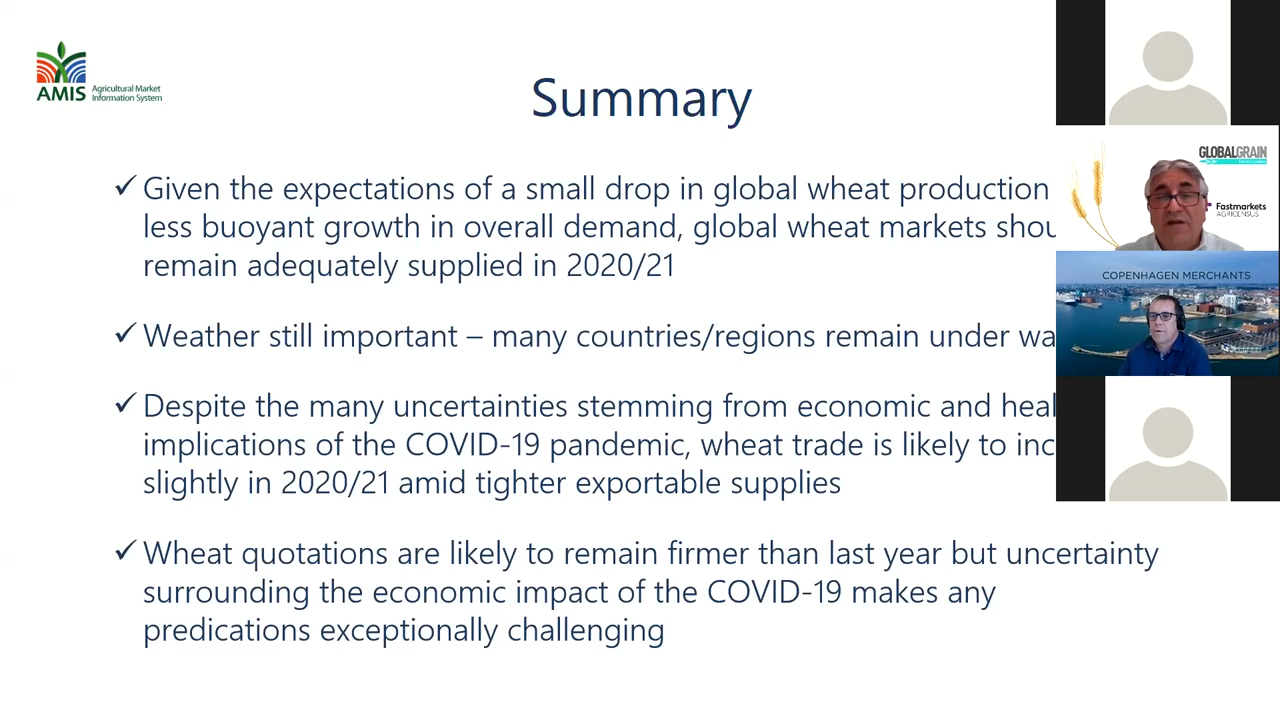 AMIS
Agricultural Market
Information System
Summary
✓ Given the expectations of a small drop in global wheat production
less buoyant growth in overall demand, global wheat markets
remain adequately supplied in 2020/21
✓ Weather still important – many countries/regions remain under
✓ Despite the many uncertainties stemming from economic and
implications of the COVID-19 pandemic, wheat trade is likely to
slightly in 2020/21 amid tighter exportable supplies
✓ Wheat quotations are likely to remain firmer than last year but uncertainty
surrounding the economic impact of the COVID-19 makes any
predications exceptionally challenging
GLOBALGRAIN
Fastmarkets
AGRICENSUS
COPENHAGEN MERCHANTS